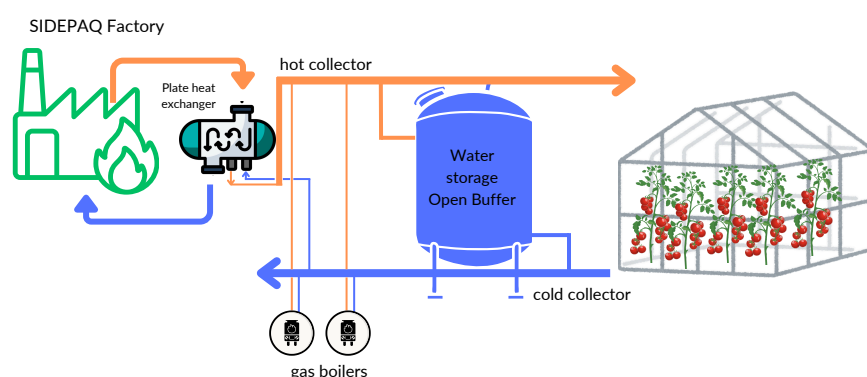 SIDEPAQ Factory
hot collector
Plate heat
exchanger
Water
storage
Open Buffer
cold collector
gas boilers